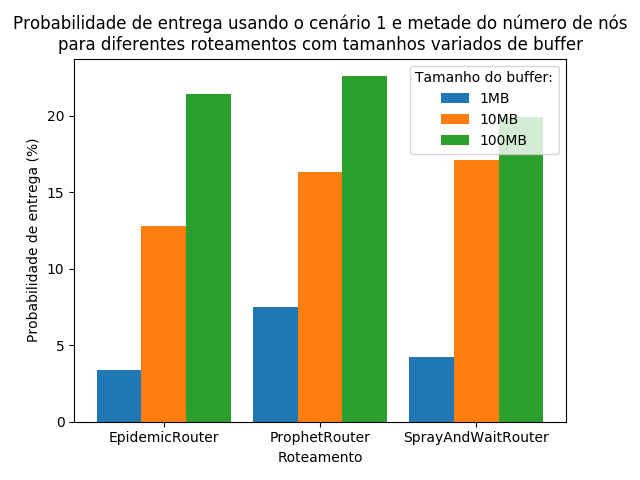 Probabilidade de entrega usando o cenário 1 e metade do número de nós
para diferentes roteamentos com tamanhos variados de buffer
Tamanho do buffer:
1MB
10MB
100MB
Probabilidade de entrega (%)
20
15
10
5
0
EpidemicRouter
ProphetRouter
SprayAndWaitRouter
Roteamento